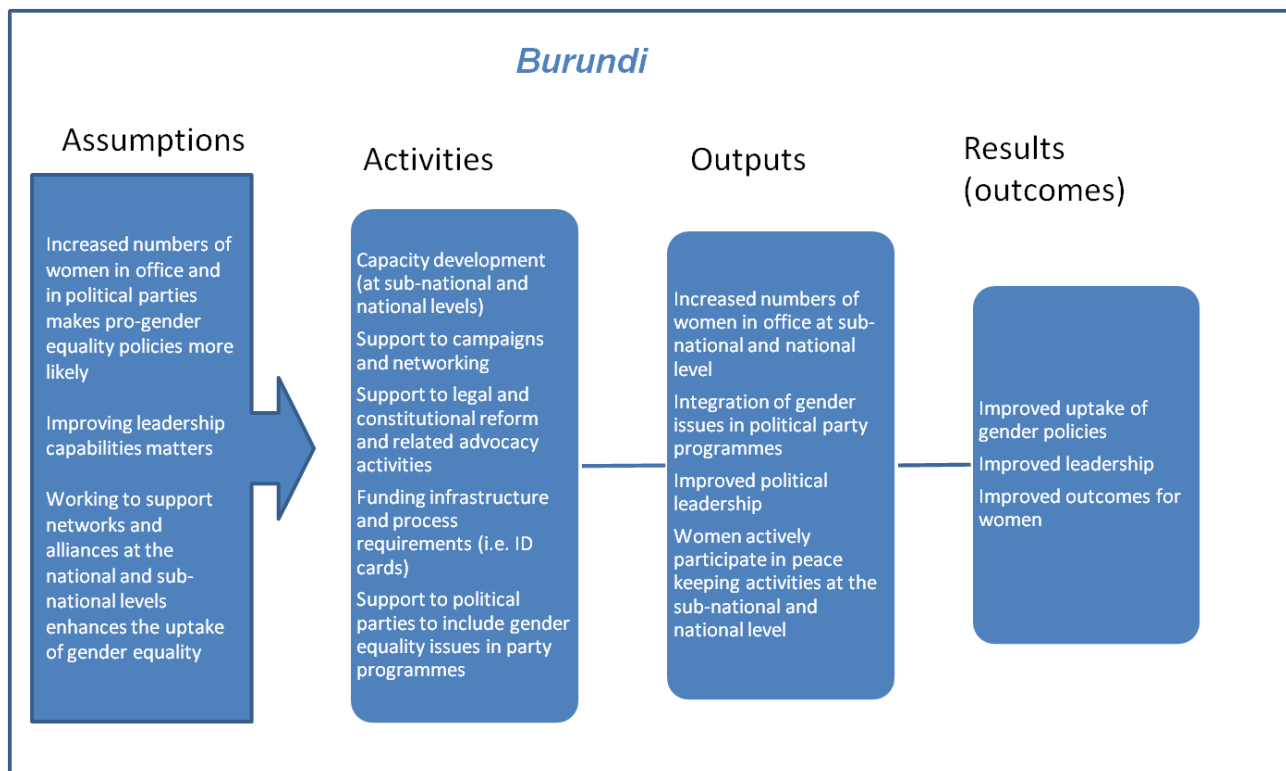 Burundi
Assumptions
Increased numbers of
women in office and
in political parties
makes pro-gender
equality policies more
likely
Improving leadership
capabilities matters
Working to support
networks and
alliances at the
national and sub-
national levels
enhances the uptake
of gender equality
Activities
Capacity development
(at sub-national and
national levels)
Support to campaigns
and networking
Support to legal and
constitutional reform
and related advocacy
activities
Funding infrastructure
and process
requirements (i.e. ID
cards)
Support to political
parties to include gender
equality issues in party
programmes
Outputs
Increased numbers of
women in office at sub-
national and national
level
Integration of gender
issues in political party
programmes
Improved political
leadership
Women actively
participate in peace
keeping activities at the
sub-national and
national level
Results
(outcomes)
Improved uptake of
gender policies
Improved leadership
Improved outcomes for
women